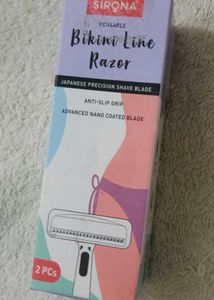 SIRONA
REUSABLE
Bikini Line
Razor
JAPANESE PRECISION SHAVE BLADE
ANTI-SLIP GRIP
ADVANCED NANO COATED BLADE
2 PCs